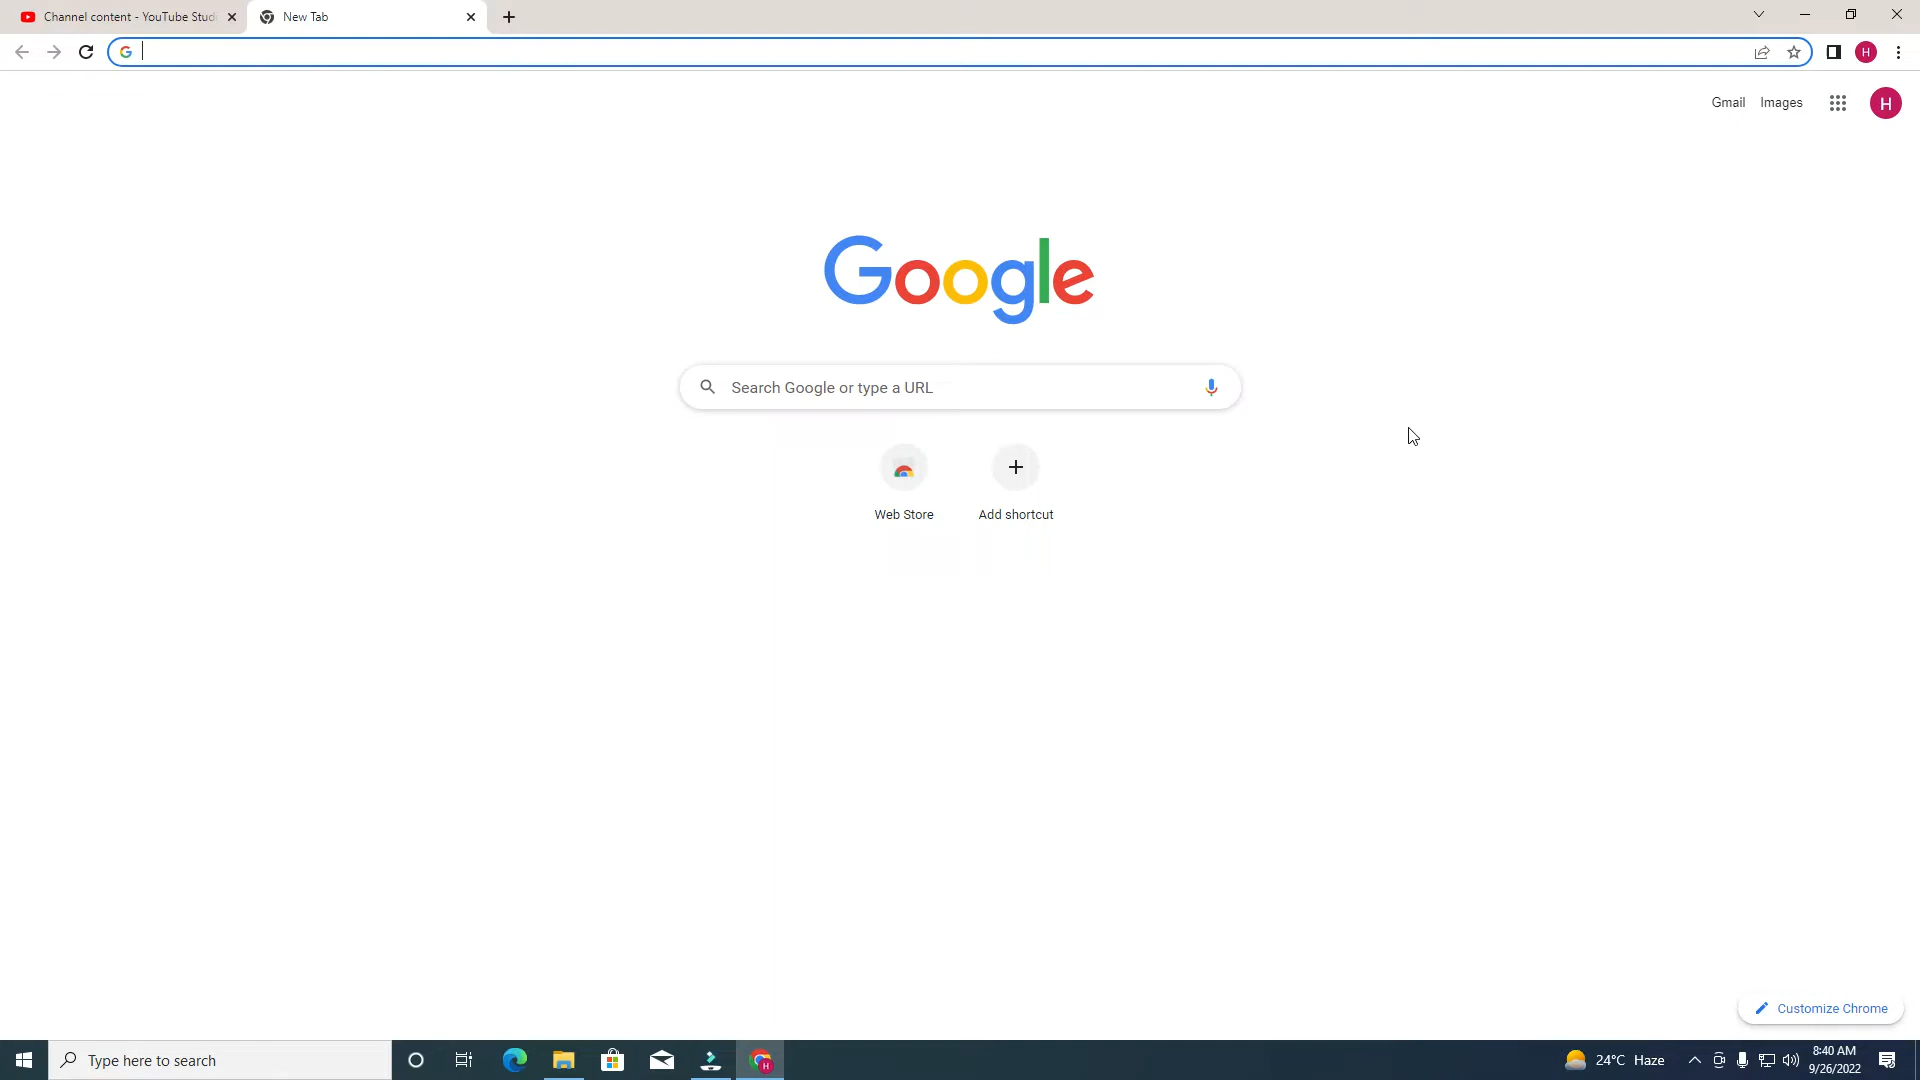 Channel content - YouTube Stud
New Tab
Gmail
Images
H
H
Google
Search Google or type a URL
Web Store
Add shortcut
Customize Chrome
Type here to search
H
24°C Haze
8:40 AM
9/26/2022